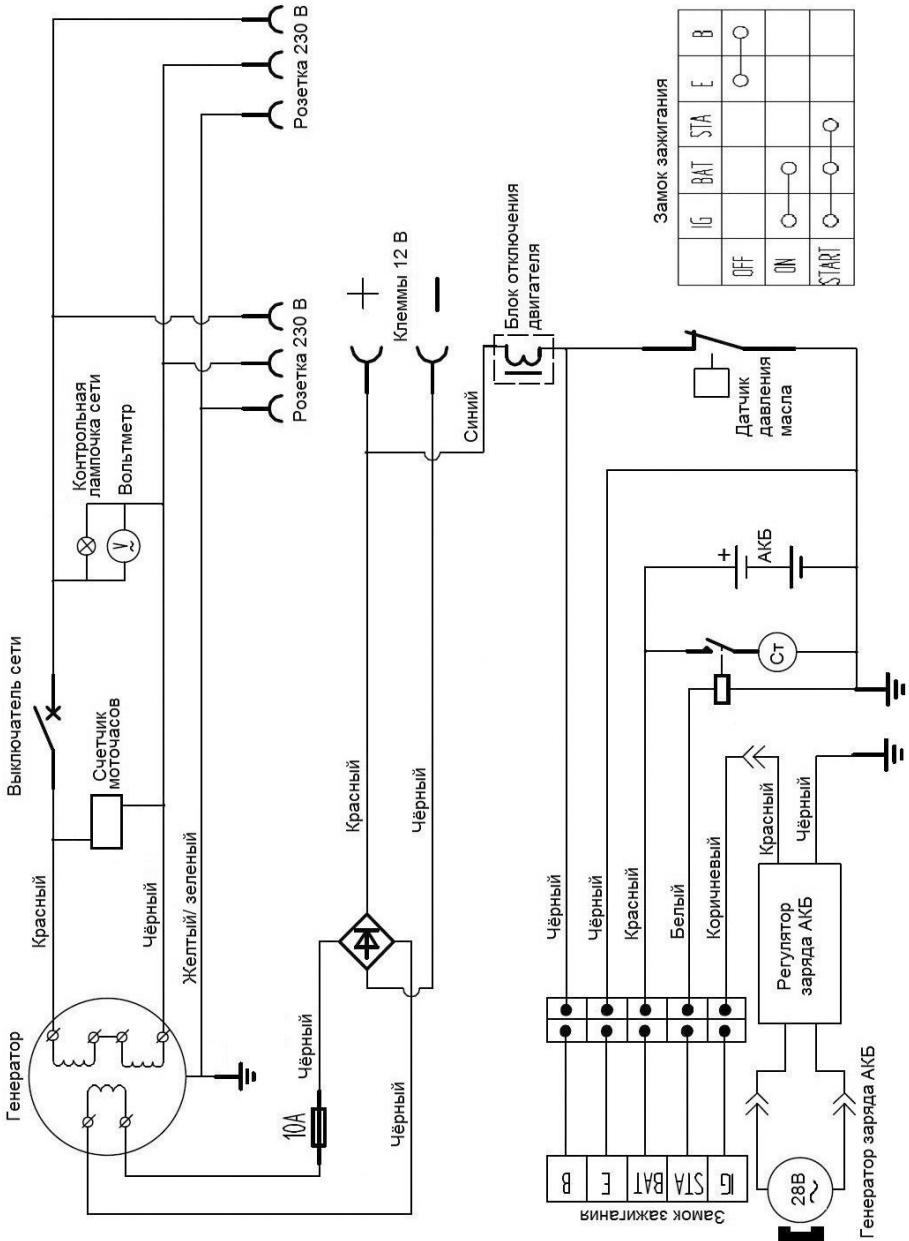 Выключатель сети
Контрольная
лампочка сети
Вольтметр
V
Счетчик
моточасов
Генератор
Красный
Чёрный
Желтый/ зеленый
Розетка 230 В
Розетка 230 В
10А
Чёрный
Чёрный
Красный
Чёрный
Клеммы 12 В
+
Синий
Блок отключения
двигателя
Датчик
давления
масла
Чёрный
Чёрный
Красный
Белый
Коричневый
+
АКБ
Ст
Красный
Чёрный
Регулятор
заряда АКБ
28В
Генератор заряда АКБ
B
E
BAT
STA
IG
Замок зажигания
Замок зажигания
IG BAT STA E B
OFF
ON
START